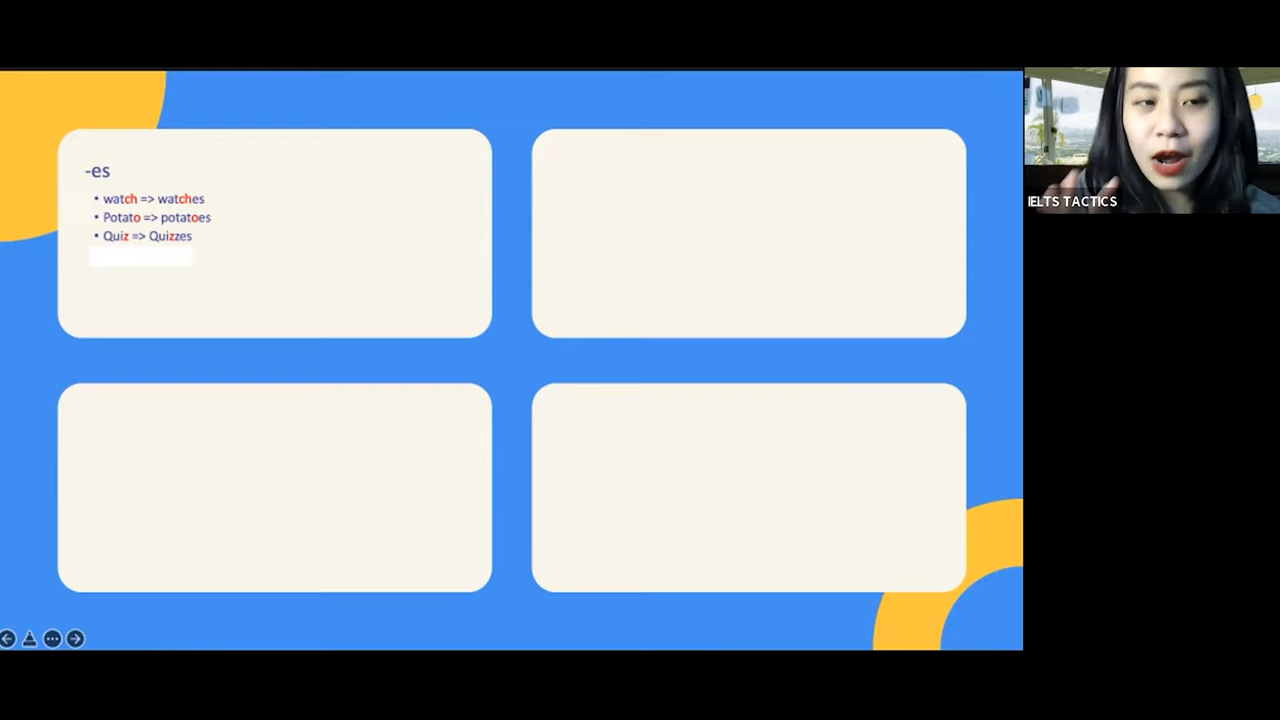 -es
• watch => watches
• Potato => potatoes
• Quiz => Quizzes
IELTS TACTICS